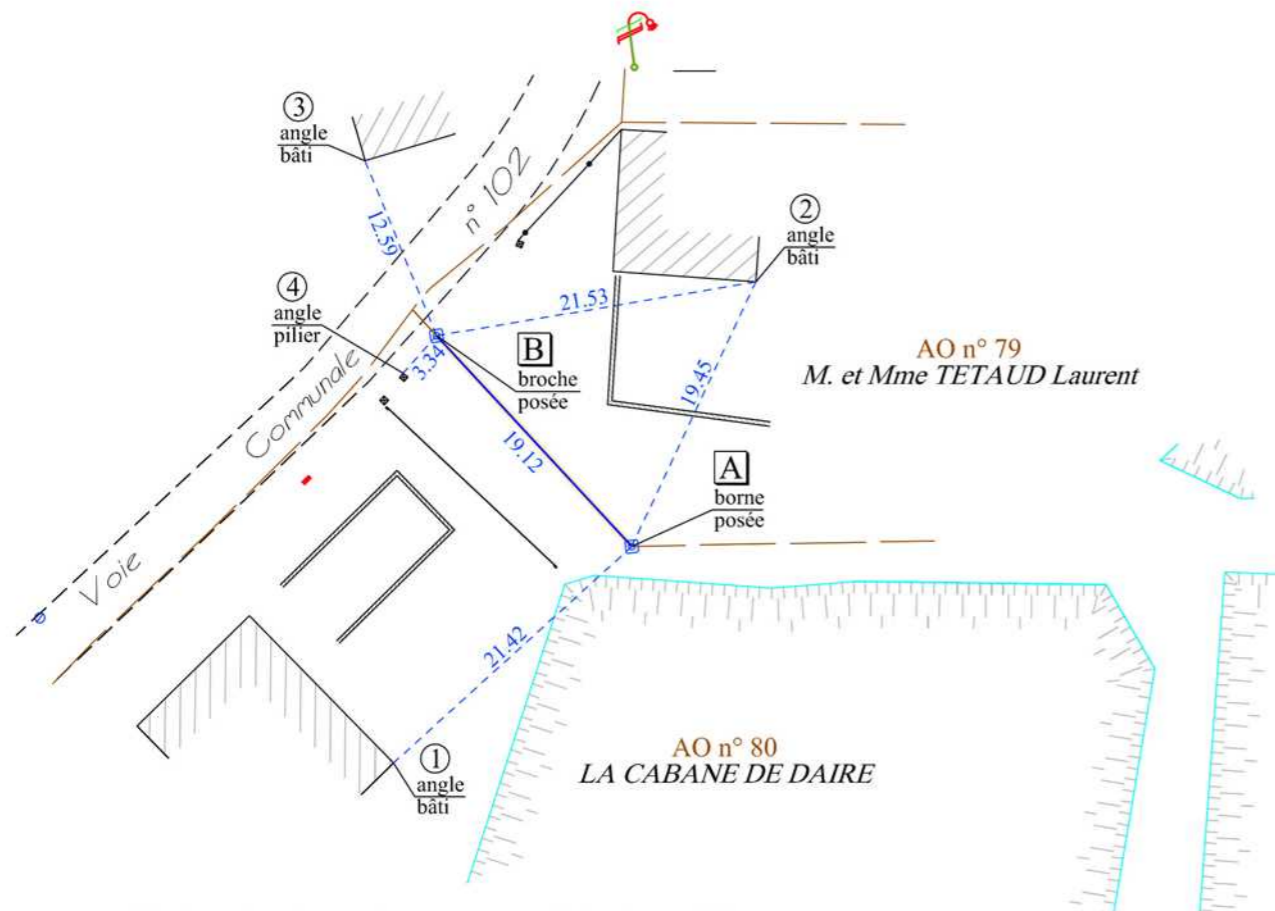 ③
angle
bâti
n° 102
②
angle
bâti
12.59
④
angle
pilier
21.53
B
broche
posée
3.34
AO n° 79
M. et Mme TETAUD Laurent
19.45
Communale
19.12
A
borne
posée
Voie
21.42
①
angle
bâti
AO n° 80
LA CABANE DE DAIRE